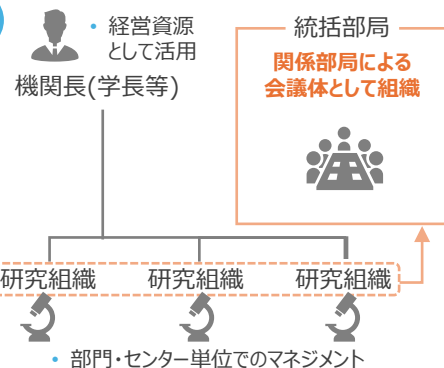 ・ 経営資源
として活用
機関長(学長等)
統括部局
関係部局による
会議体として組織
研究組織 研究組織 研究組織
・ 部門・センター単位でのマネジメント